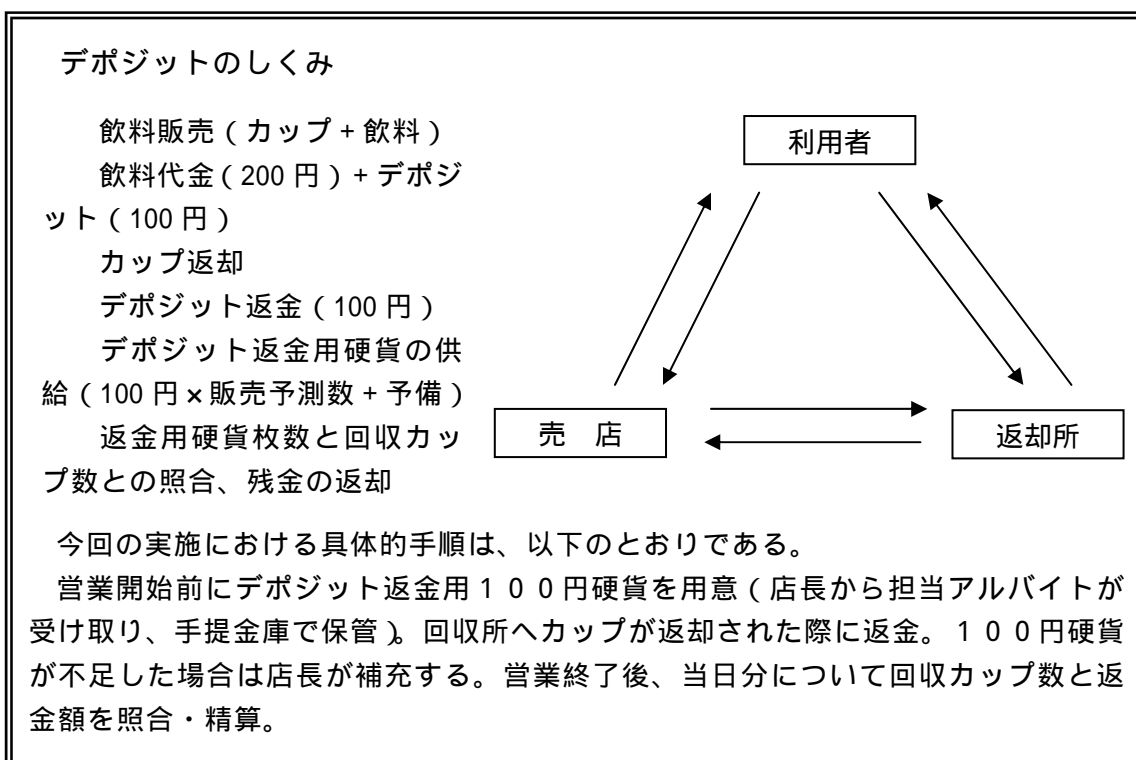 デポジットのしくみ
飲料販売（カップ+飲料）
飲料代金（200 円）+デポジ
ット（100 円）
カップ返却
デポジット返金（100 円）
デポジット返金用硬貨の供
給（100 円×販売予測数+予備）
返金用硬貨枚数と回収カッ
プ数との照合、残金の返却
利用者
売　店
返却所
今回の実施における具体的手順は、以下のとおりである。
営業開始前にデポジット返金用１００円硬貨を用意（店長から担当アルバイトが
受け取り、手提金庫で保管）。回収所へカップが返却された際に返金。１００円硬貨
が不足した場合は店長が補充する。営業終了後、当日分について回収カップ数と返
金額を照合・精算。